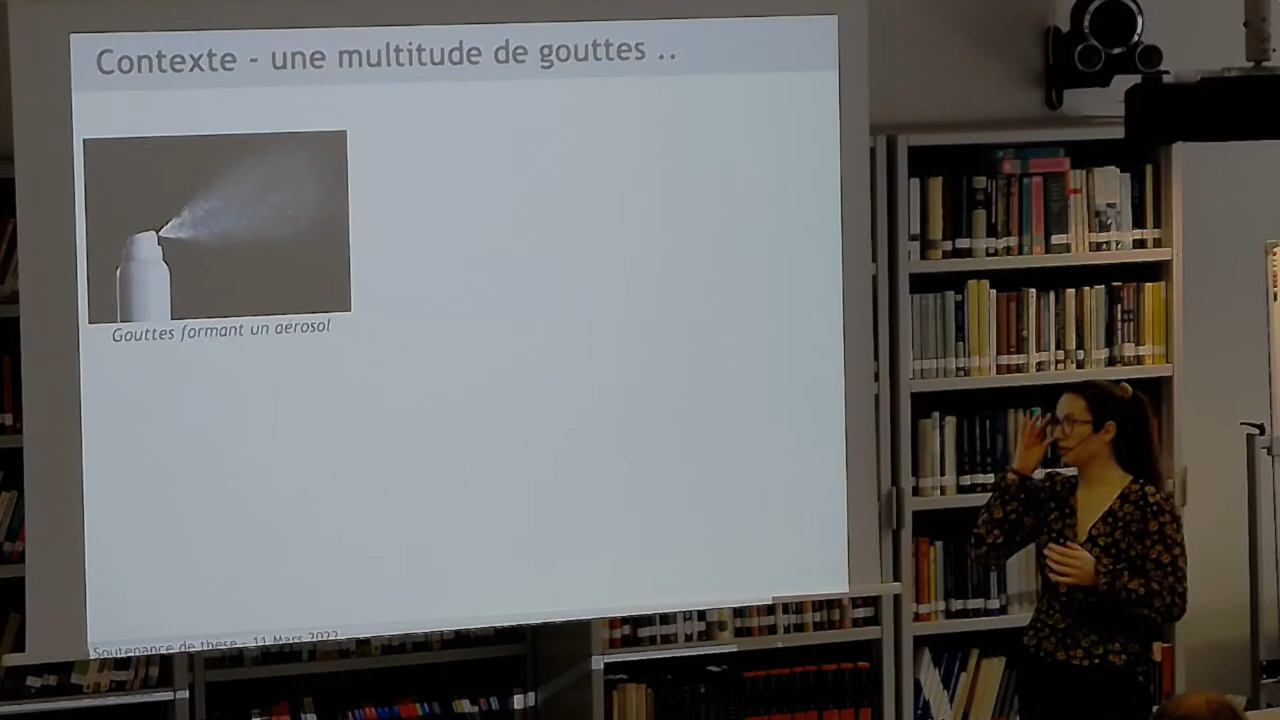 Contexte - une multitude de gouttes ..
Gouttes formant un aérosol
Soutenance de thèse - 11 Mars 2022